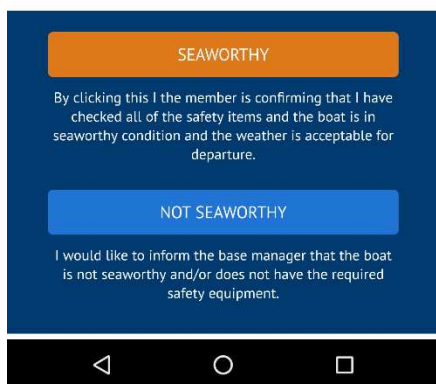 SEAWORTHY
By clicking this I the member is confirming that I have
checked all of the safety items and the boat is in
seaworthy condition and the weather is acceptable for
departure.
NOT SEAWORTHY
I would like to inform the base manager that the boat
is not seaworthy and/or does not have the required
safety equipment.